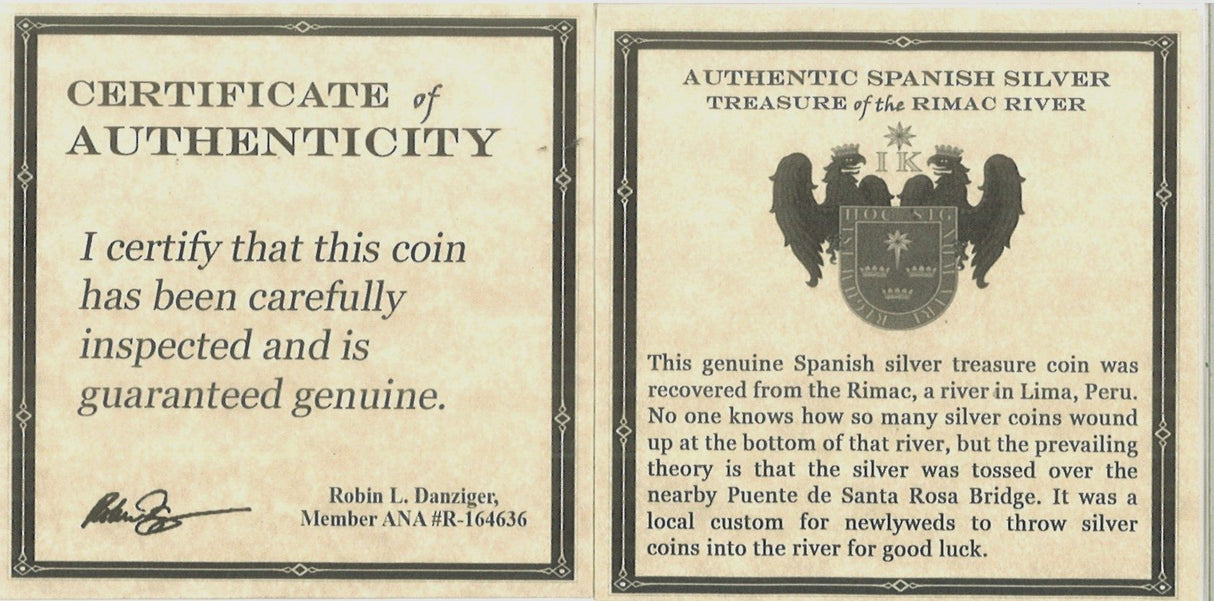 CERTIFICATE of
AUTHENTICITY
I certify that this coin
has been carefully
inspected and is
guaranteed genuine.
Robin L. Danziger,
Member ANA #R-164636
AUTHENTIC SPANISH SILVER
TREASURE of the RIMAC RIVER
I K
HOC SIGNUM VERE REGUM EST
This genuine Spanish silver treasure coin was
recovered from the Rimac, a river in Lima, Peru.
No one knows how so many silver coins wound
up at the bottom of that river, but the prevailing
theory is that the silver was tossed over the
nearby Puente de Santa Rosa Bridge. It was a
local custom for newlyweds to throw silver
coins into the river for good luck.